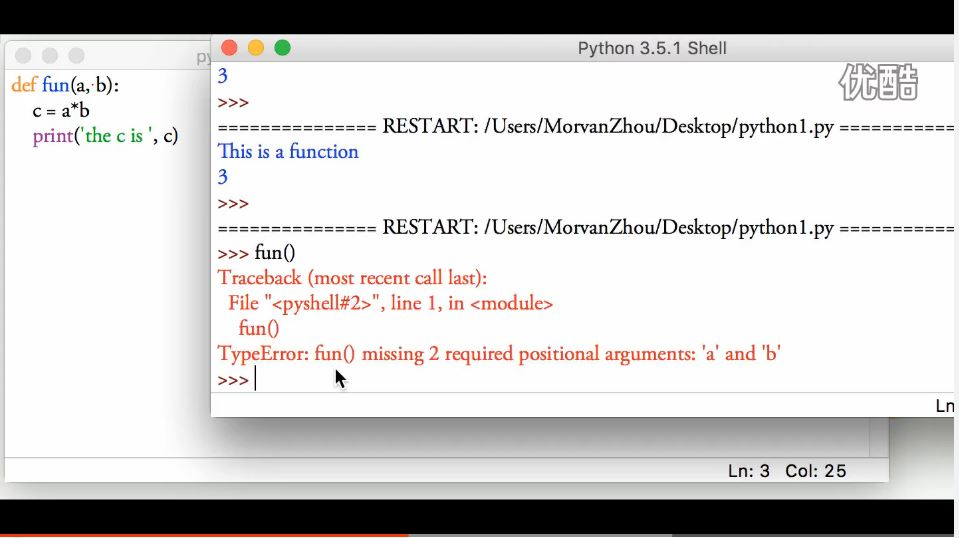 py
def fun(a, b):
c = a*b
print('the c is ', c)
Ln: 3 Col: 25
Python 3.5.1 Shell
优酷
3
>>>
=============== RESTART: /Users/MorvanZhou/Desktop/python1.py ===========
This is a function
3
>>>
=============== RESTART: /Users/MorvanZhou/Desktop/python1.py ===========
>>> fun()
Traceback (most recent call last):
File "<pyshell#2>", line 1, in <module>
fun()
TypeError: fun() missing 2 required positional arguments: 'a' and 'b'
>>>
Ln